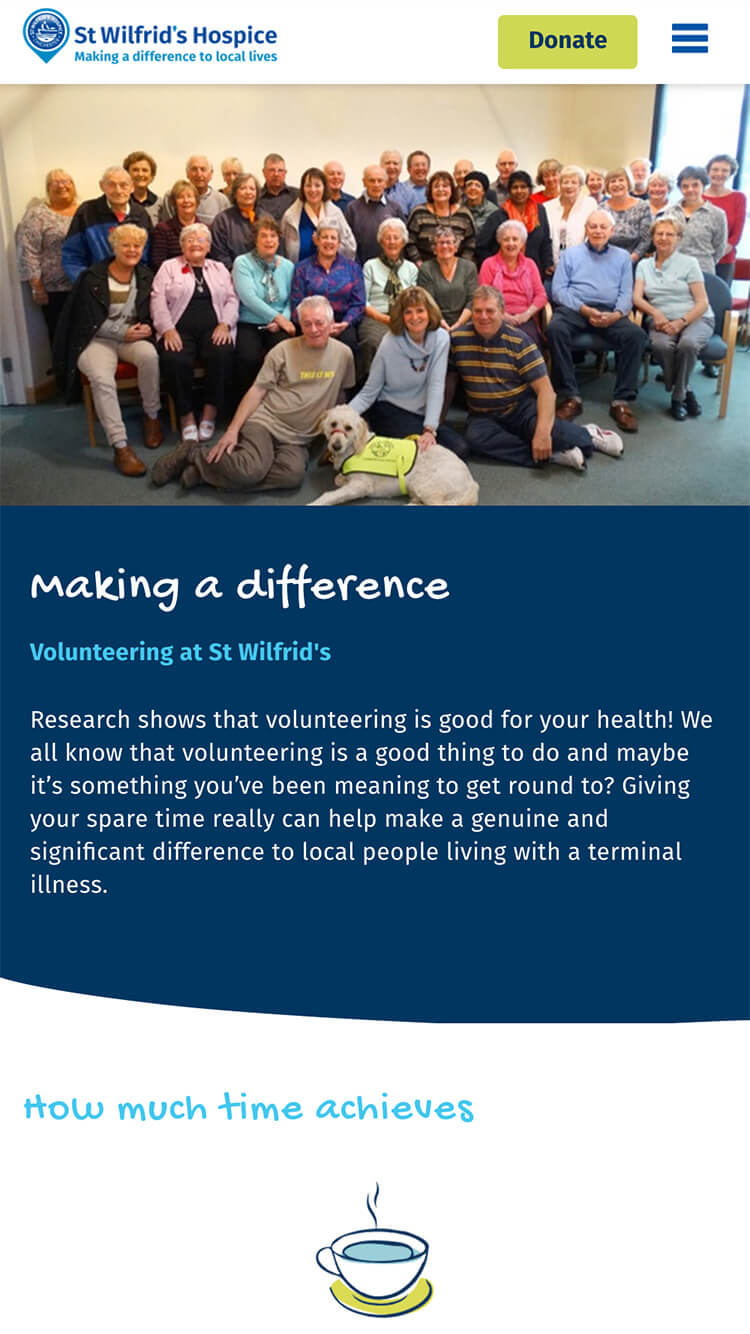 St Wilfrid's Hospice
Making a difference to local lives
Donate
THIS IS
Making a difference
Volunteering at St Wilfrid's
Research shows that volunteering is good for your health! We
all know that volunteering is a good thing to do and maybe
it’s something you’ve been meaning to get round to? Giving
your spare time really can help make a genuine and
significant difference to local people living with a terminal
illness.
How much time achieves